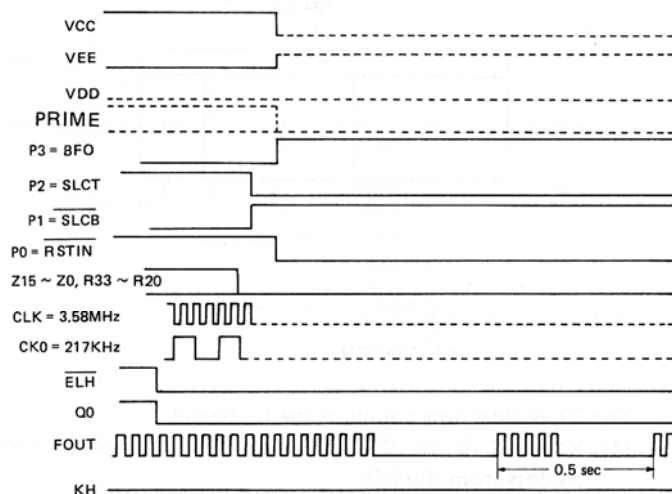 VCC
VEE
VDD
PRIME
P3 = BFO
P2 = SLCT
P1 = SLCB
P0 = RSTIN
Z15 ~ Z0, R33 ~ R20
CLK = 3.58MHz
CK0 = 217KHz
ELH
Q0
FOUT
0.5 sec
KH